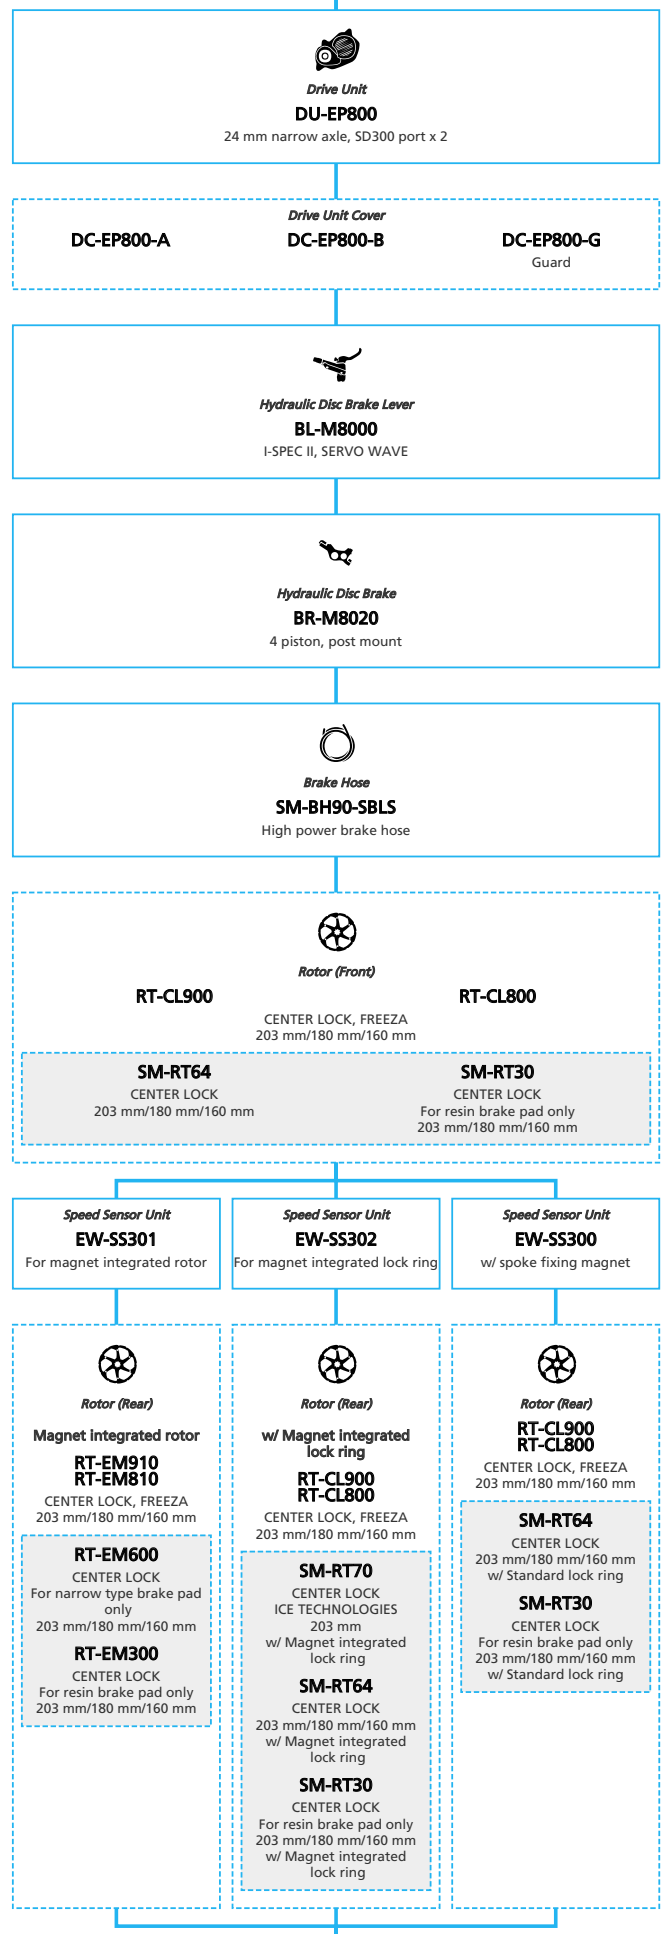 Drive Unit
DU-EP800
24 mm narrow axle, SD300 port x 2
Drive Unit Cover
DC-EP800-A
DC-EP800-B
DC-EP800-G
Guard
Hydraulic Disc Brake Lever
BL-M8000
I-SPEC II, SERVO WAVE
Hydraulic Disc Brake
BR-M8020
4 piston, post mount
Brake Hose
SM-BH90-SBLS
High power brake hose
Rotor (Front)
RT-CL900
RT-CL800
CENTER LOCK, FREEZA
203 mm/180 mm/160 mm
SM-RT64
CENTER LOCK
203 mm/180 mm/160 mm
SM-RT30
CENTER LOCK
For resin brake pad only
203 mm/180 mm/160 mm
Speed Sensor Unit
EW-SS301
For magnet integrated rotor
Speed Sensor Unit
EW-SS302
For magnet integrated lock ring
Speed Sensor Unit
EW-SS300
w/ spoke fixing magnet
Rotor (Rear)
Magnet integrated rotor
RT-EM910
RT-EM810
CENTER LOCK, FREEZA
203 mm/180 mm/160 mm
RT-EM600
CENTER LOCK
For narrow type brake pad
only
203 mm/180 mm/160 mm
RT-EM300
CENTER LOCK
For resin brake pad only
203 mm/180 mm/160 mm
Rotor (Rear)
w/ Magnet integrated
lock ring
RT-CL900
RT-CL800
CENTER LOCK, FREEZA
203 mm/180 mm/160 mm
SM-RT70
CENTER LOCK
ICE TECHNOLOGIES
203 mm
w/ Magnet integrated
lock ring
SM-RT64
CENTER LOCK
203 mm/180 mm/160 mm
w/ Magnet integrated
lock ring
SM-RT30
CENTER LOCK
For resin brake pad only
203 mm/180 mm/160 mm
w/ Magnet integrated
lock ring
Rotor (Rear)
RT-CL900
RT-CL800
CENTER LOCK, FREEZA
203 mm/180 mm/160 mm
SM-RT64
CENTER LOCK
203 mm/180 mm/160 mm
w/ Standard lock ring
SM-RT30
CENTER LOCK
For resin brake pad only
203 mm/180 mm/160 mm
w/ Standard lock ring